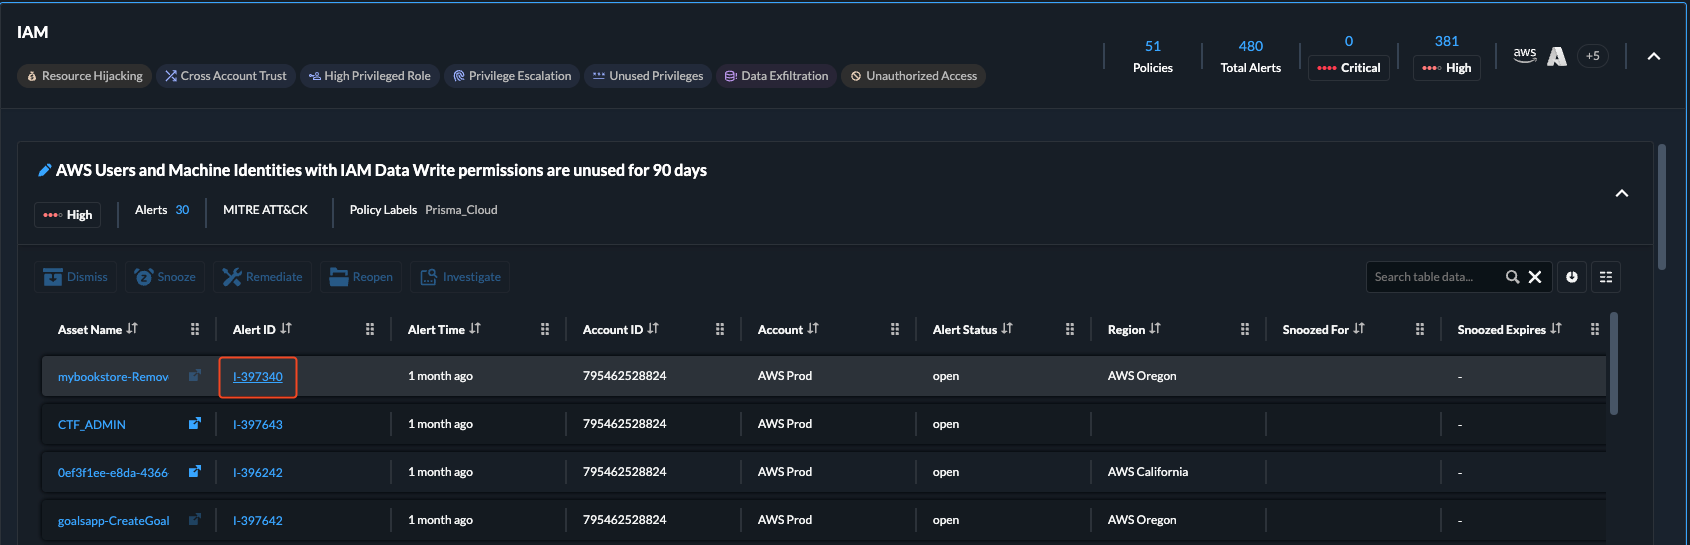 IAM
51 480 0 381
Policies Total Alerts Critical High aws +5
Resource Hijacking Cross Account Trust High Privileged Role Privilege Escalation Unused Privileges Data Exfiltration Unauthorized Access
AWS Users and Machine Identities with IAM Data Write permissions are unused for 90 days
High Alerts 30 MITRE ATT&CK Policy Labels Prisma_Cloud
Dismiss Snooze Remediate Reopen Investigate Search table data...
Asset Name Alert ID Alert Time Account ID Account Alert Status Region Snoozed For Snoozed Expires
mybookstore-Remov I-397340 1 month ago 795462528824 AWS Prod open AWS Oregon -
CTF_ADMIN I-397643 1 month ago 795462528824 AWS Prod open -
0ef3f1ee-e8da-4366 I-396242 1 month ago 795462528824 AWS Prod open AWS California -
goalsapp-CreateGoal I-397642 1 month ago 795462528824 AWS Prod open AWS Oregon -